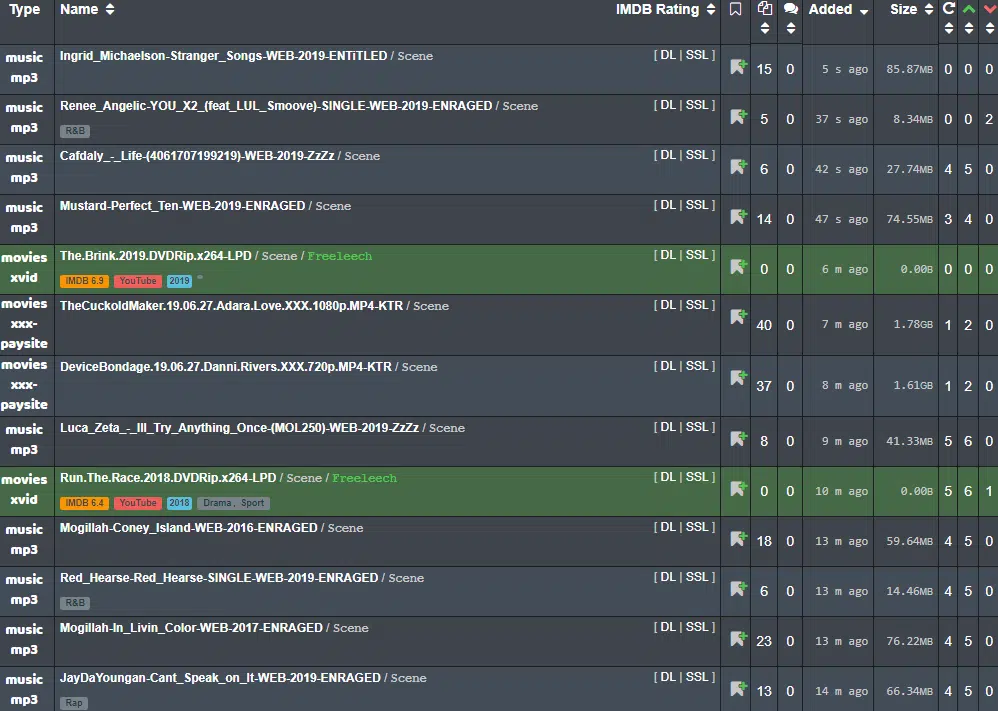 Type Name IMDB Rating Added Size
music mp3 Ingrid_Michaelson-Stranger_Songs-WEB-2019-ENTiTLED / Scene [ DL | SSL ] 15 0 5 s ago 85.87MB 0 0 0
music mp3 Renee_Angelic-YOU_X2_(feat_LUL_Smoove)-SINGLE-WEB-2019-ENRAGED / Scene [ DL | SSL ] 5 0 37 s ago 8.34MB 0 0 2
R&B
music mp3 Cafdaly_-_Life-(4061707199219)-WEB-2019-ZzZz / Scene [ DL | SSL ] 6 0 42 s ago 27.74MB 4 5 0
music mp3 Mustard-Perfect_Ten-WEB-2019-ENRAGED / Scene [ DL | SSL ] 14 0 47 s ago 74.55MB 3 4 0
movies xvid The.Brink.2019.DVDRip.x264-LPD / Scene / Freeleech [ DL | SSL ] 0 0 6 m ago 0.00B 0 0 0
IMDB 6.9 YouTube 2019
movies xxx-paysite TheCuckoldMaker.19.06.27.Adara.Love.XXX.1080p.MP4-KTR / Scene [ DL | SSL ] 40 0 7 m ago 1.78GB 1 2 0
movies xxx-paysite DeviceBondage.19.06.27.Danni.Rivers.XXX.720p.MP4-KTR / Scene [ DL | SSL ] 37 0 8 m ago 1.61GB 1 2 0
music mp3 Luca_Zeta_-_Ill_Try_Anything_Once-(MOL250)-WEB-2019-ZzZz / Scene [ DL | SSL ] 8 0 9 m ago 41.33MB 5 6 0
movies xvid Run.The.Race.2018.DVDRip.x264-LPD / Scene / Freeleech [ DL | SSL ] 0 0 10 m ago 0.00B 5 6 1
IMDB 6.4 YouTube 2018 Drama, Sport
music mp3 Mogillah-Coney_Island-WEB-2016-ENRAGED / Scene [ DL | SSL ] 18 0 13 m ago 59.64MB 4 5 0
music mp3 Red_Hearse-Red_Hearse-SINGLE-WEB-2019-ENRAGED / Scene [ DL | SSL ] 6 0 13 m ago 14.46MB 4 5 0
R&B
music mp3 Mogillah-In_Livin_Color-WEB-2017-ENRAGED / Scene [ DL | SSL ] 23 0 13 m ago 76.22MB 4 5 0
music mp3 JayDaYoungan-Cant_Speak_on_It-WEB-2019-ENRAGED / Scene [ DL | SSL ] 13 0 14 m ago 66.34MB 4 5 0
Rap